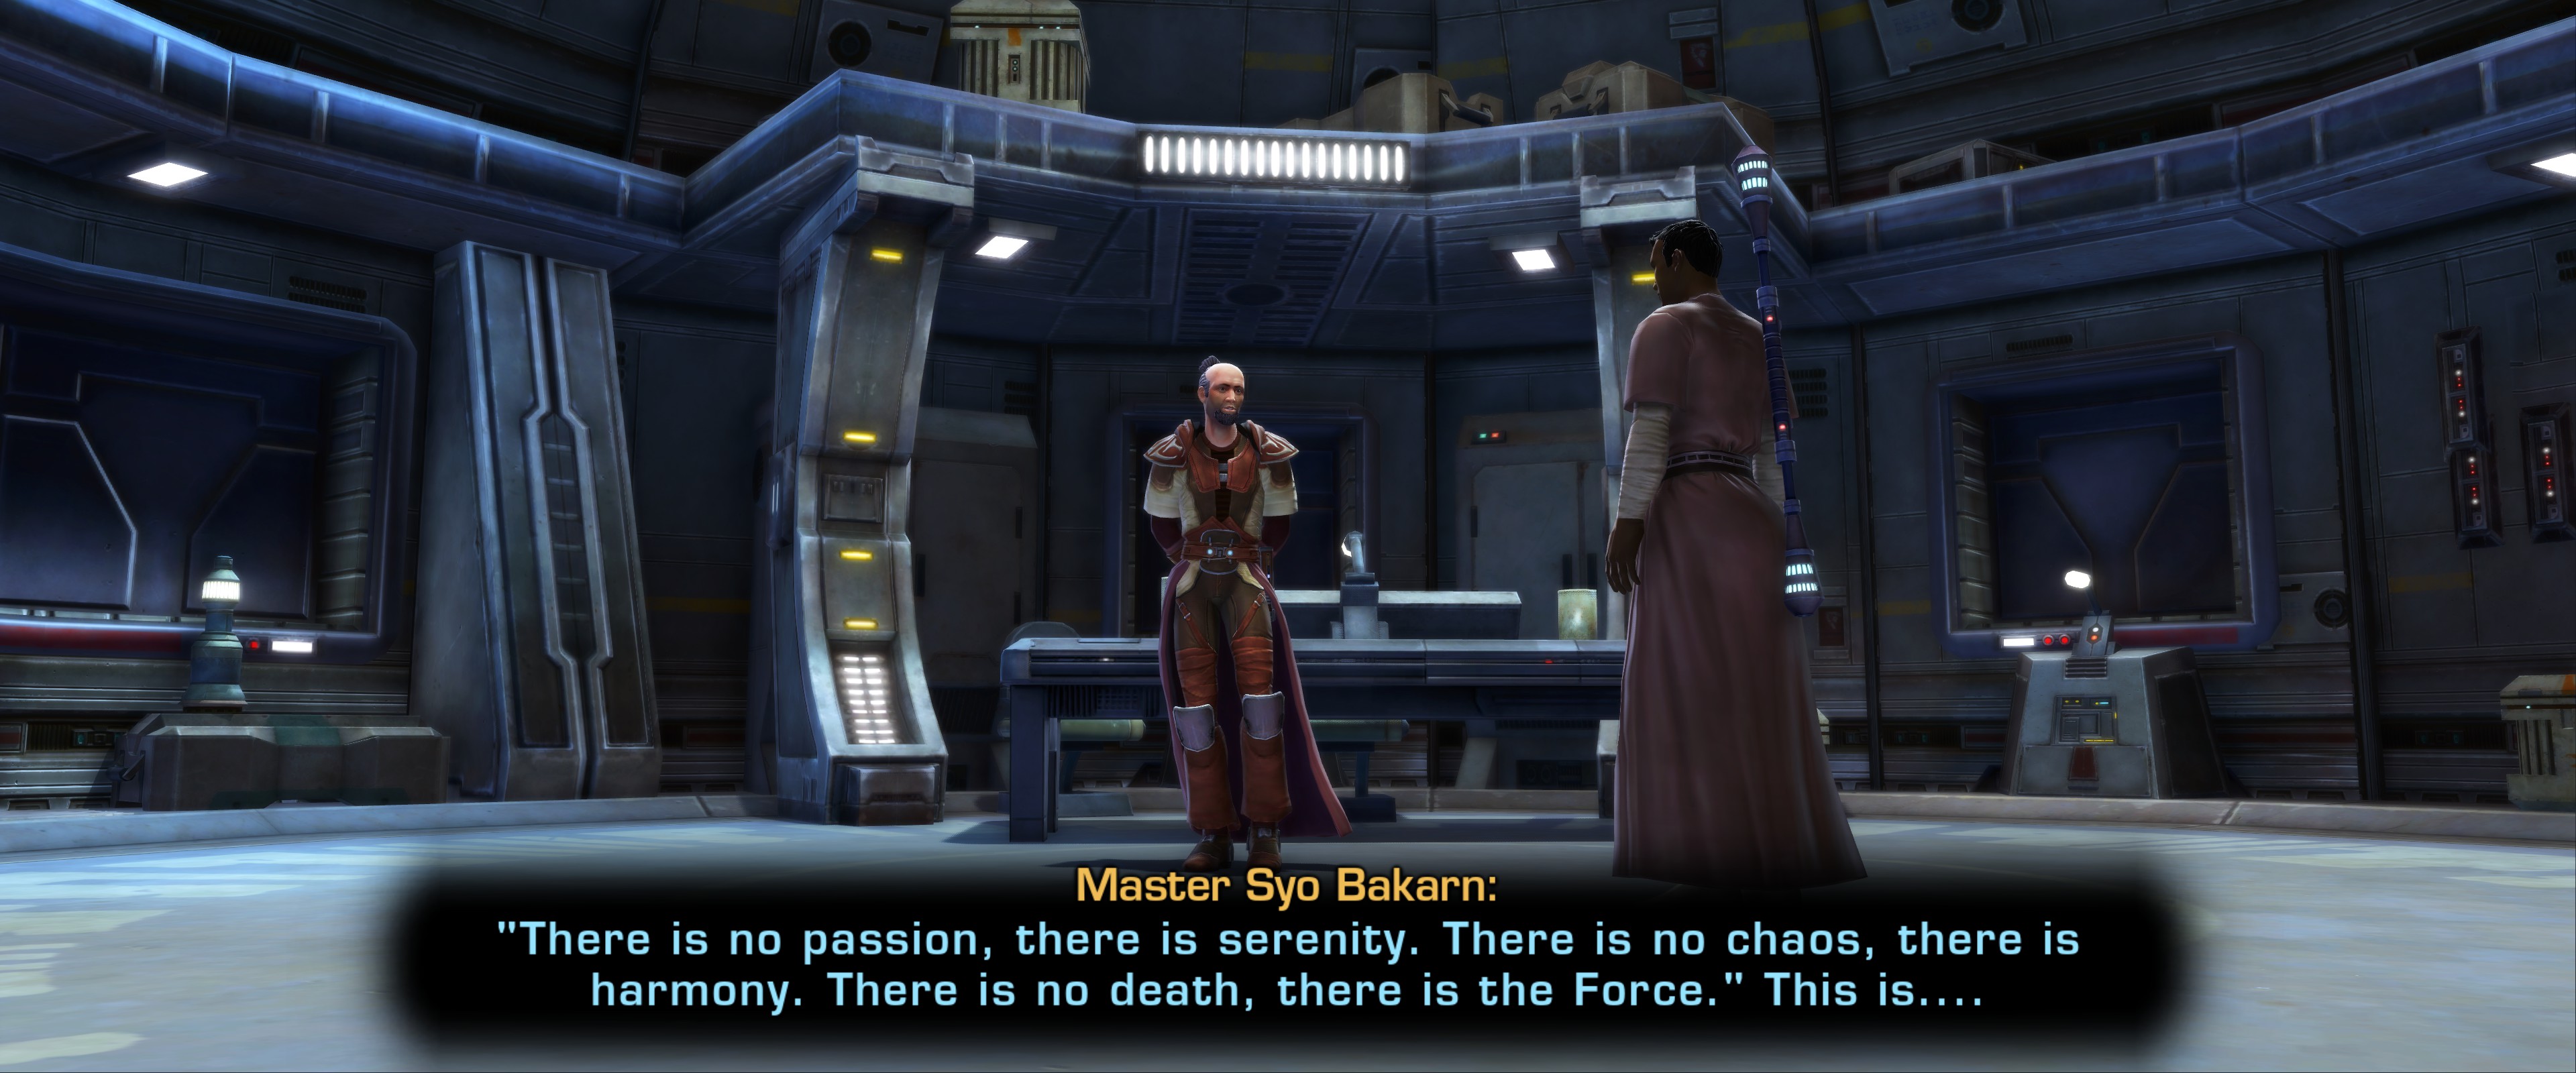 Master Syo Bakarn:
"There is no passion, there is serenity. There is no chaos, there is
harmony. There is no death, there is the Force." This is....